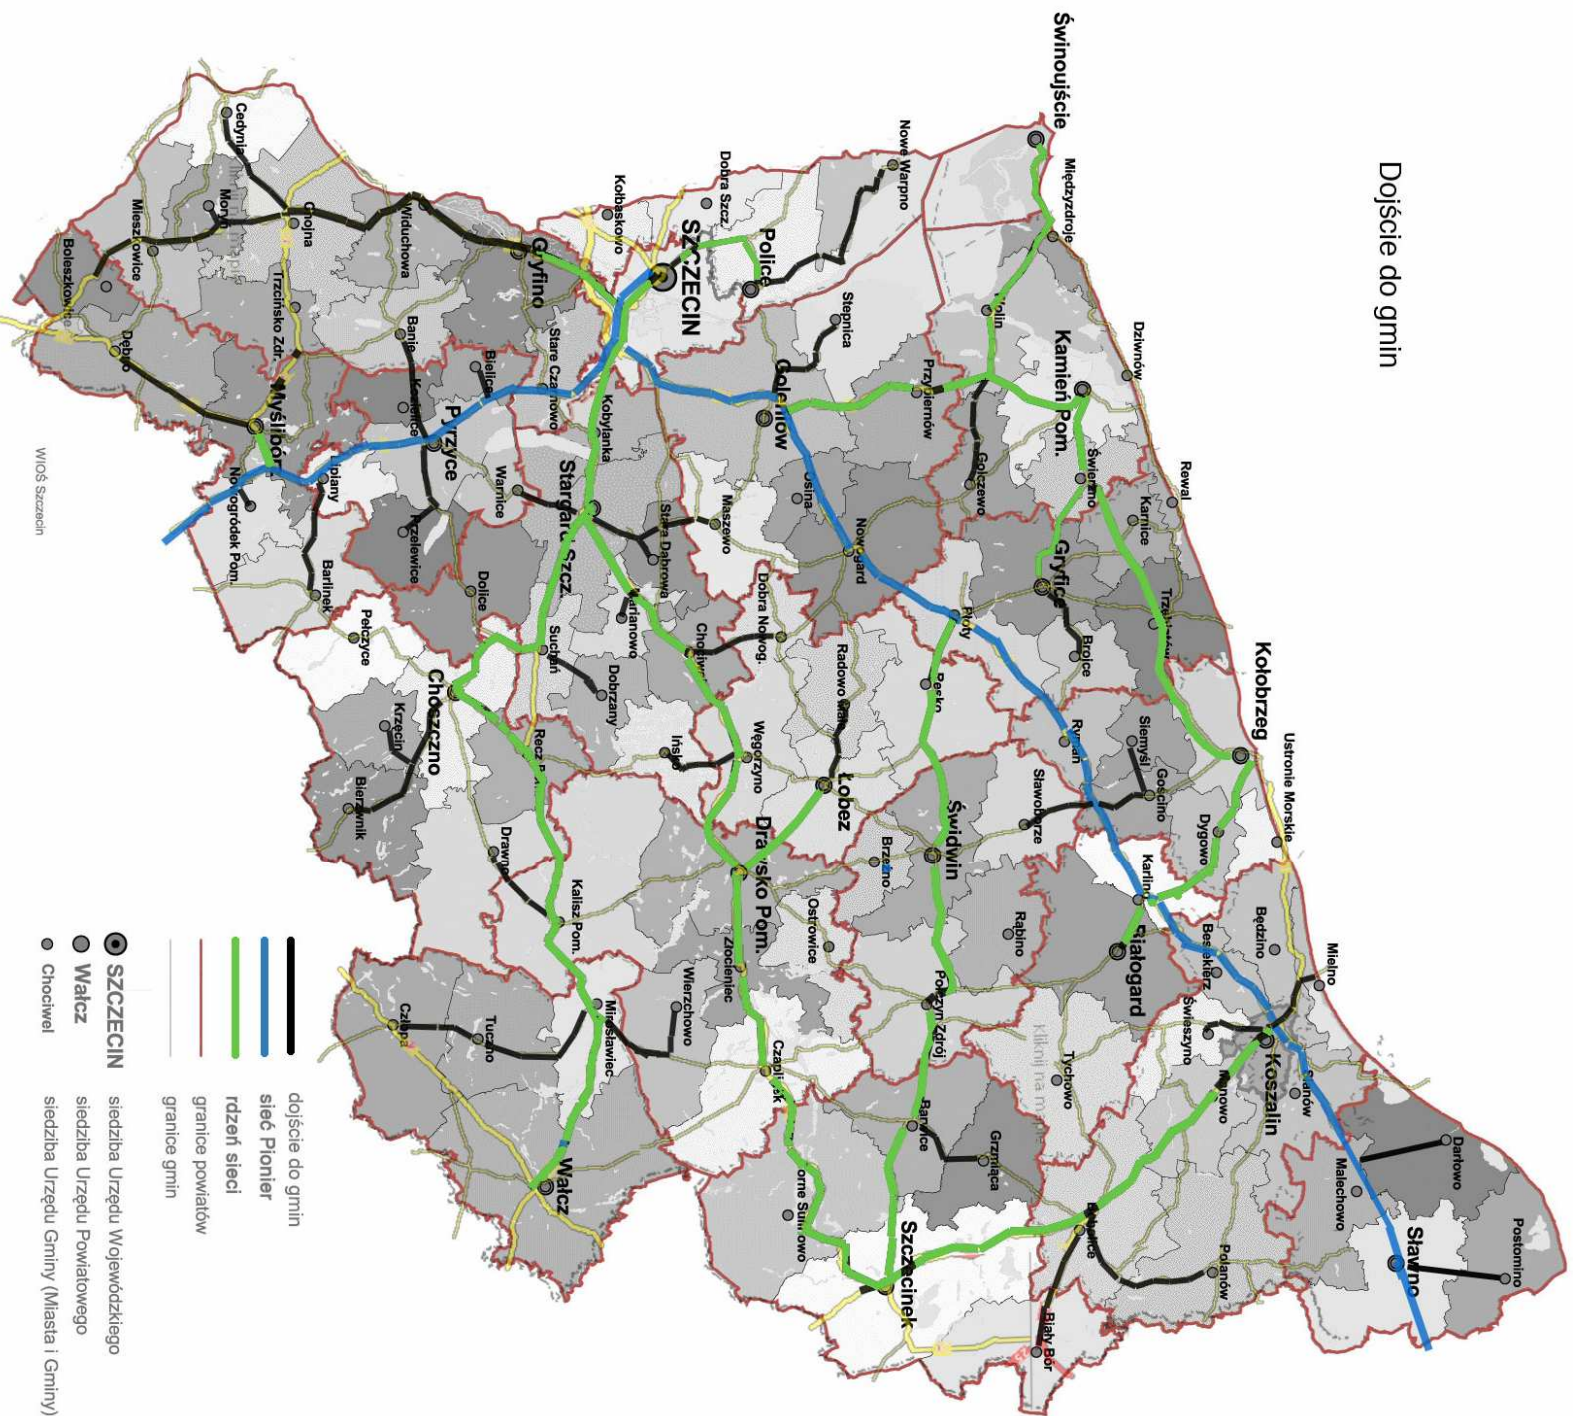 Dojście do gmin
Świnoujście
Międzyzdroje
Nowe Warpno
Dobra Szcz.
Police
SZCZECIN
Kołbaskowo
Gryfino
Widuchowa
Chojna
Cedynia
Moryń
Mieszkowice
Boleszkowice
Dębno
Trzcińsko Zdr.
Banie
Myślibórz
Nowogródek Pom.
Lipiany
Barlinek
Kozielice
Pyrzyce
Bielice
Przelewice
Warnice
Stare Czarnowo
Kobylanka
Stargard Szcz.
Stara Dąbrowa
Maszewo
Goleniów
Stepnica
Przybiernów
Wolin
Kamień Pom.
Dziwnów
Świerzno
Rewal
Karnice
Golczewo
Gryfice
Brojce
Osina
Nowogard
Płoty
Resko
Radowo Małe
Dobra Nowog.
Chociwel
Marianowo
Dolice
Suchań
Dobrzany
Pełczyce
Choszczno
Krzęcin
Bierzwnik
Recz
Drawno
Ińsko
Węgorzyno
Łobez
Drawsko Pom.
Złocieniec
Kalisz Pom.
Mirosławiec
Wierzchowo
Tuczno
Człopa
Wałcz
Czaplinek
Ostrowice
Brzeżno
Świdwin
Sławoborze
Rymań
Siemyśl
Gościno
Kołobrzeg
Ustronie Morskie
Dygowo
Karlino
Białogard
Rąbino
Połczyn Zdrój
Tychowo
Barwice
Grzmiąca
Szczecinek
Biały Bór
Bobolice
Polanów
Manowo
Koszalin
Świeszyno
Mielno
Będzino
Malechowo
Darłowo
Sławno
Postomino
kliknij na mapie
WIOŚ Szczecin
dojście do gmin
sieć Pionier
rdzeń sieci
granice powiatów
granice gmin
SZCZECIN siedziba Urzędu Wojewódzkiego
Wałcz siedziba Urzędu Powiatowego
Chociwel siedziba Urzędu Gminy (Miasta i Gminy)